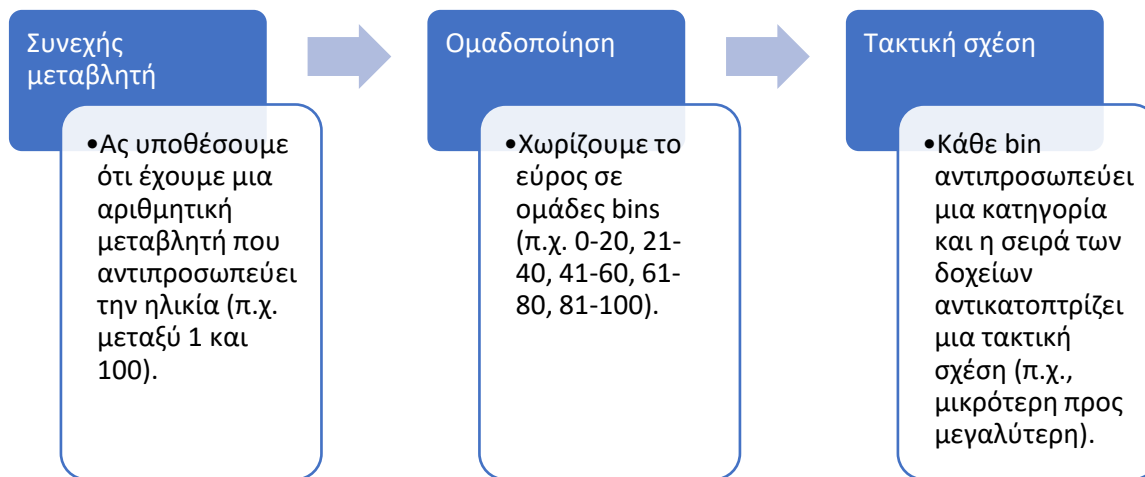 Συνεχής
μεταβλητή
•Ας υποθέσουμε
ότι έχουμε μια
αριθμητική
μεταβλητή που
αντιπροσωπεύει
την ηλικία (π.χ.
μεταξύ 1 και
100).
Ομαδοποίηση
•Χωρίζουμε το
εύρος σε
ομάδες bins
(π.χ. 0-20, 21-
40, 41-60, 61-
80, 81-100).
Τακτική σχέση
•Κάθε bin
αντιπροσωπεύει
μια κατηγορία
και η σειρά των
δοχείων
αντικατοπτρίζει
μια τακτική
σχέση (π.χ.,
μικρότερη προς
μεγαλύτερη).